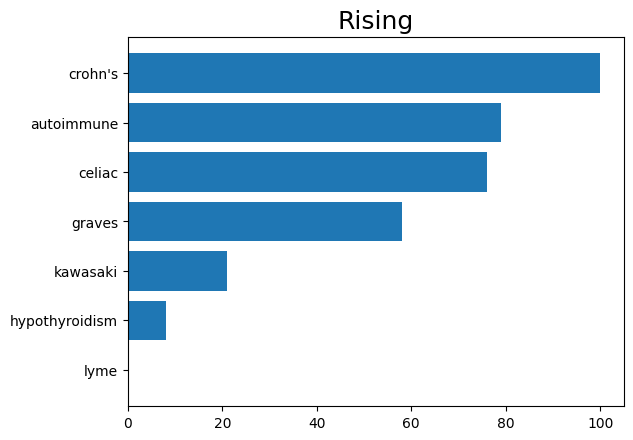 Rising
crohn's
autoimmune
celiac
graves
kawasaki
hypothyroidism
lyme
0 20 40 60 80 100